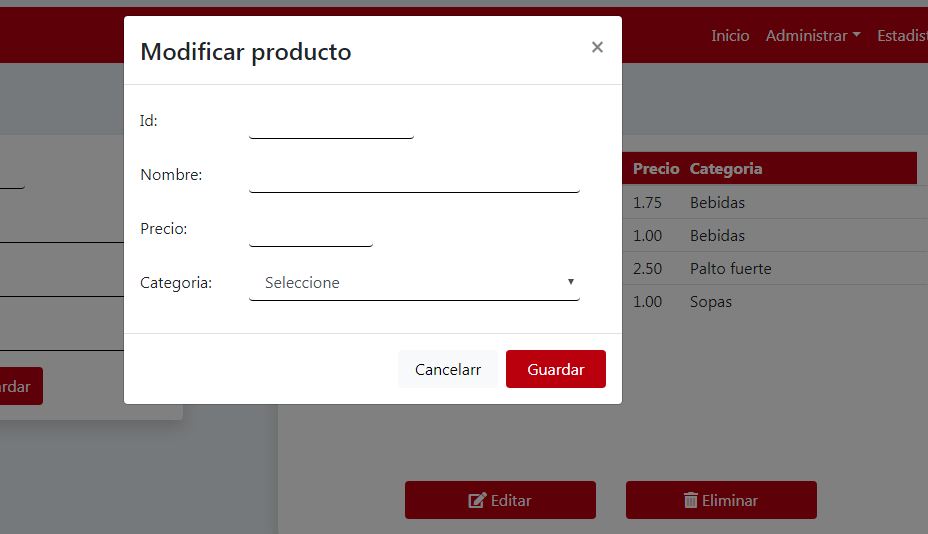 Inicio Administrar Estadist
Modificar producto ×
Id:
Nombre:
Precio:
Categoria: Seleccione
Cancelarr Guardar
Precio Categoria
1.75 Bebidas
1.00 Bebidas
2.50 Palto fuerte
1.00 Sopas
rdar
Editar Eliminar